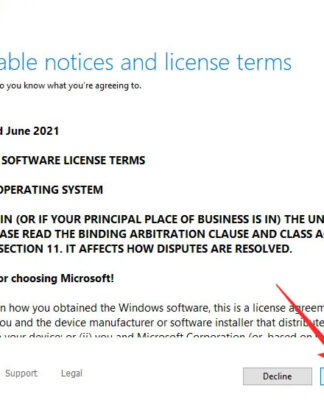 able notices and license terms
o you know what you're agreeing to.
d June 2021
SOFTWARE LICENSE TERMS
OPERATING SYSTEM
IN (OR IF YOUR PRINCIPAL PLACE OF BUSINESS IS IN) THE UN
ASE READ THE BINDING ARBITRATION CLAUSE AND CLASS A
SECTION 11. IT AFFECTS HOW DISPUTES ARE RESOLVED.
or choosing Microsoft!
n how you obtained the Windows software, this is a license agreem
ou and the device manufacturer or software installer that distribute
your device; or (ii) you and Microsoft Corporation (or, based on
Support Legal
Decline